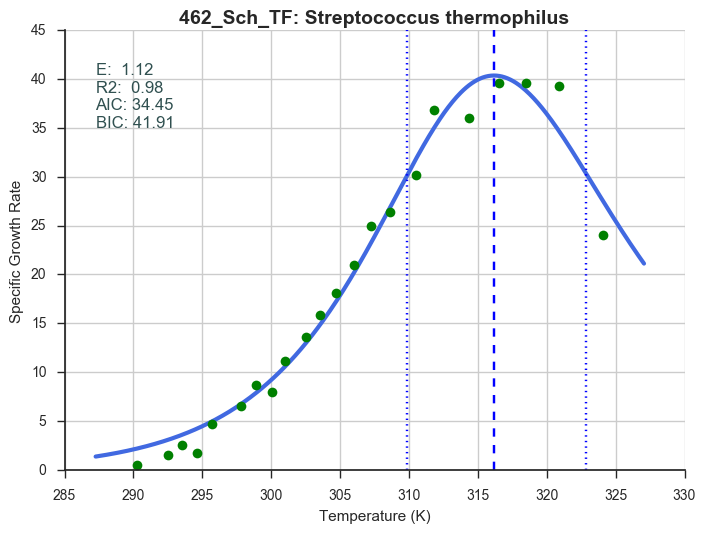 462_Sch_TF: Streptococcus thermophilus
45
40
35
30
25
20
15
10
5
0
E: 1.12
R2: 0.98
AIC: 34.45
BIC: 41.91
Specific Growth Rate
285 290 295 300 305 310 315 320 325 330
Temperature (K)